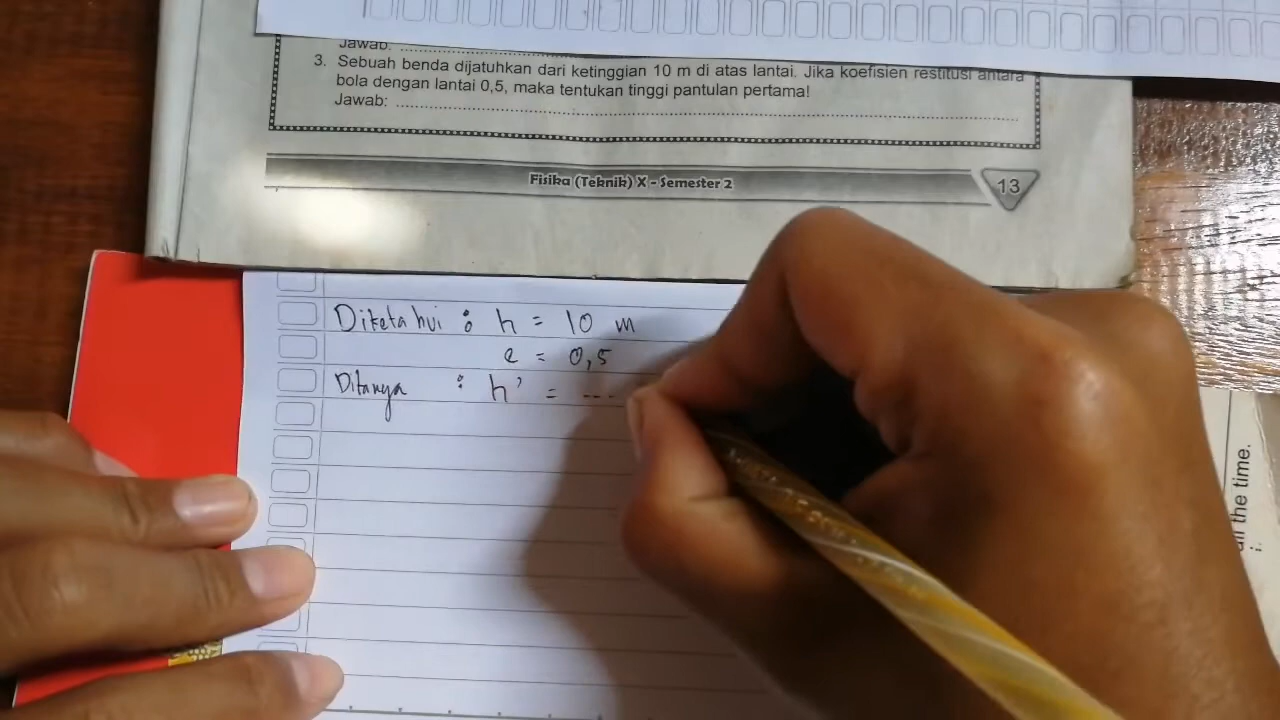 Jawab: ........
3. Sebuah benda dijatuhkan dari ketinggian 10 m di atas lantai. Jika koefisien restitusi antara
bola dengan lantai 0,5, maka tentukan tinggi pantulan pertama!
Jawab: ........
Fisika (Teknik) X - Semester 2
13
Diketahui : h = 10 m
e = 0,5
Ditanya : h' = ....
all the time.